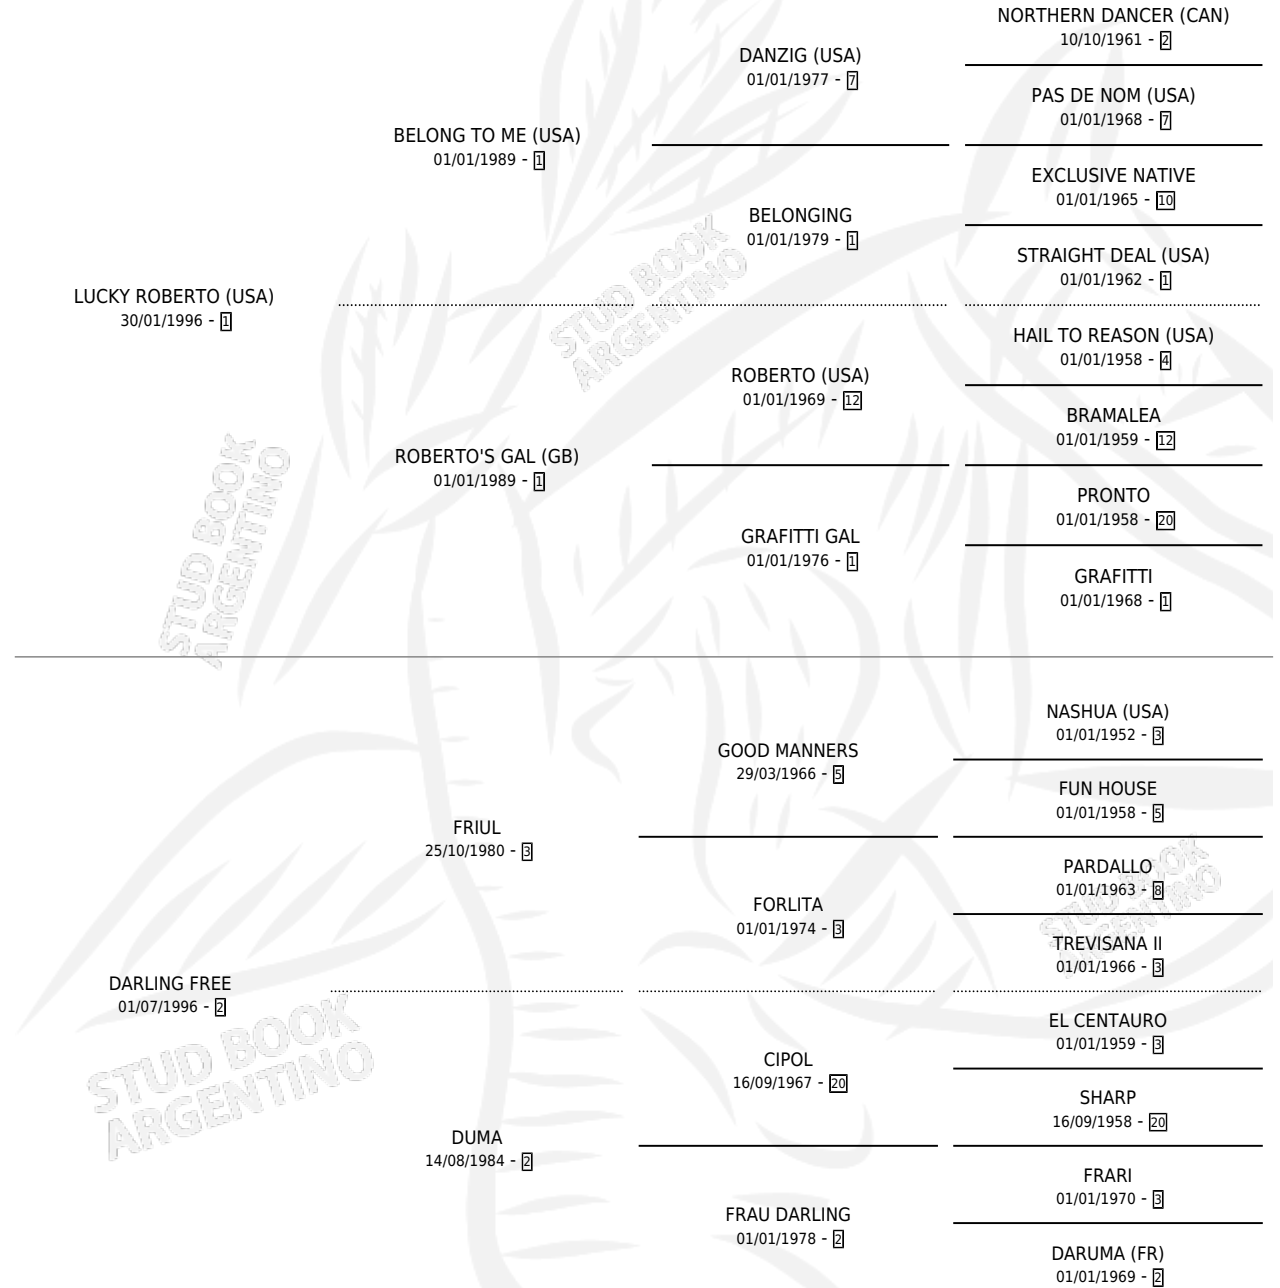 NORTHERN DANCER (CAN)
10/10/1961 - 2
DANZIG (USA)
01/01/1977 - 7
PAS DE NOM (USA)
01/01/1968 - 7
BELONG TO ME (USA)
01/01/1989 - 1
EXCLUSIVE NATIVE
01/01/1965 - 10
BELONGING
01/01/1979 - 1
STRAIGHT DEAL (USA)
01/01/1962 - 1
LUCKY ROBERTO (USA)
30/01/1996 - 1
STUD BOOK
ARGENTINO
HAIL TO REASON (USA)
01/01/1958 - 4
ROBERTO (USA)
01/01/1969 - 12
BRAMALEA
01/01/1959 - 12
ROBERTO'S GAL (GB)
01/01/1989 - 1
PRONTO
01/01/1958 - 20
GRAFITTI GAL
01/01/1976 - 1
GRAFITTI
01/01/1968 - 1
STUD BOOK
ARGENTINO
NASHUA (USA)
01/01/1952 - 3
GOOD MANNERS
29/03/1966 - 5
FUN HOUSE
01/01/1958 - 5
FRIUL
25/10/1980 - 3
PARDALLO
01/01/1963 - 8
FORLITA
01/01/1974 - 3
TREVISANA II
01/01/1966 - 3
STUD BOOK
ARGENTINO
DARLING FREE
01/07/1996 - 2
EL CENTAURO
01/01/1959 - 3
CIPOL
16/09/1967 - 20
SHARP
16/09/1958 - 20
STUD BOOK
ARGENTINO
DUMA
14/08/1984 - 2
FRARI
01/01/1970 - 3
FRAU DARLING
01/01/1978 - 2
DARUMA (FR)
01/01/1969 - 2